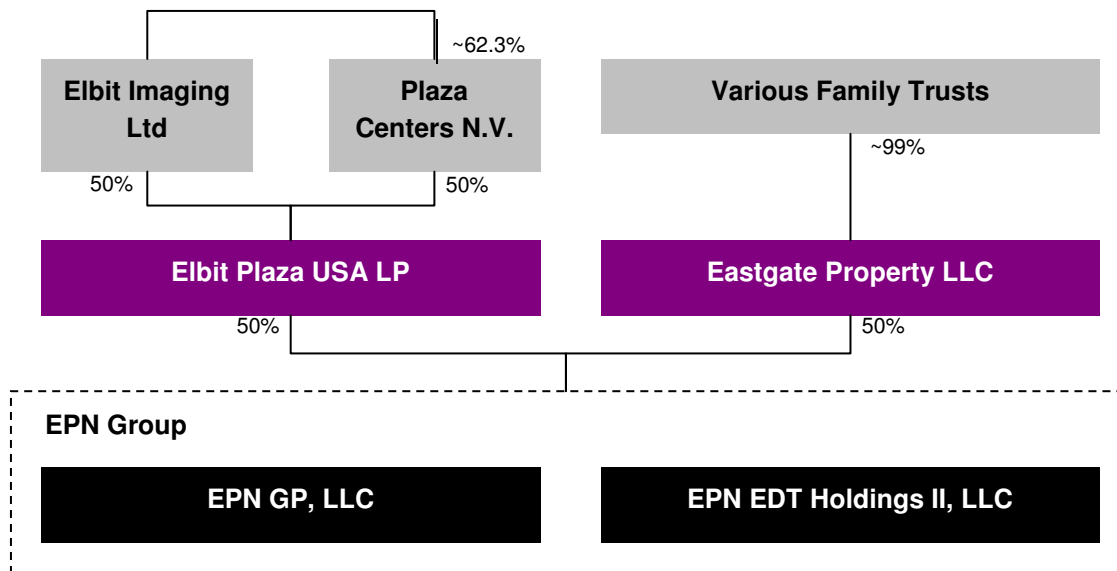 ~62.3%
Elbit Imaging
Ltd
Plaza
Centers N.V.
Various Family Trusts
50%
50%
~99%
Elbit Plaza USA LP
Eastgate Property LLC
50%
50%
EPN Group
EPN GP, LLC
EPN EDT Holdings II, LLC